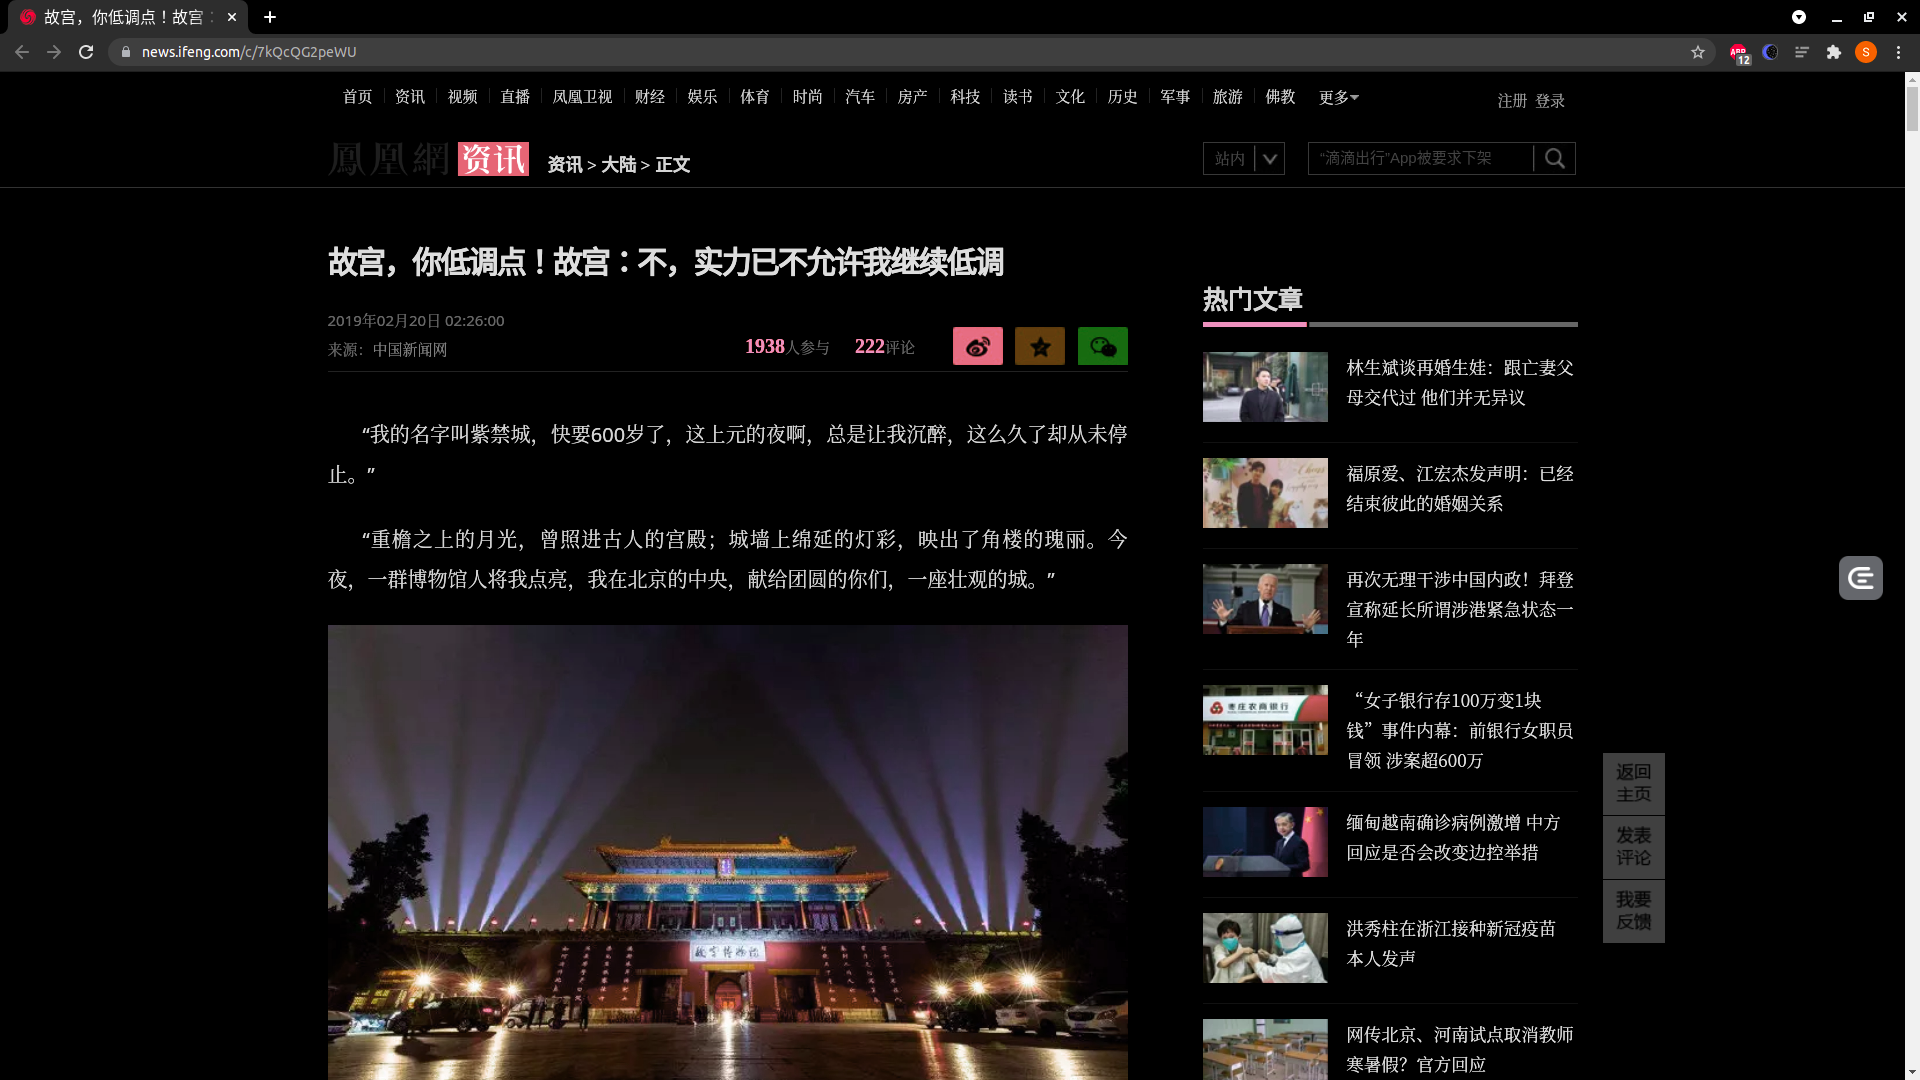 故宫，你低调点！故宫：
news.ifeng.com/c/7kQcQG2peWU
ABP
12
S
首页 资讯 视频 直播 凤凰卫视 财经 娱乐 体育 时尚 汽车 房产 科技 读书 文化 历史 军事 旅游 佛教 更多
注册 登录
鳳凰網 资讯 资讯 > 大陆 > 正文
站内
“滴滴出行”App被要求下架
故宫，你低调点！故宫：不，实力已不允许我继续低调
2019年02月20日 02:26:00
来源：中国新闻网
1938人参与 222评论
“我的名字叫紫禁城，快要600岁了，这上元的夜啊，总是让我沉醉，这么久了却从未停
止。”
“重檐之上的月光，曾照进古人的宫殿；城墙上绵延的灯彩，映出了角楼的瑰丽。今
夜，一群博物馆人将我点亮，我在北京的中央，献给团圆的你们，一座壮观的城。”
故宫博物院
热门文章
林生斌谈再婚生娃：跟亡妻父
母交代过 他们并无异议
福原爱、江宏杰发声明：已经
结束彼此的婚姻关系
再次无理干涉中国内政！拜登
宣称延长所谓涉港紧急状态一
年
枣庄农商银行
“女子银行存100万变1块
钱”事件内幕：前银行女职员
冒领 涉案超600万
缅甸越南确诊病例激增 中方
回应是否会改变边控举措
洪秀柱在浙江接种新冠疫苗
本人发声
网传北京、河南试点取消教师
寒暑假？官方回应
返回
主页
发表
评论
我要
反馈